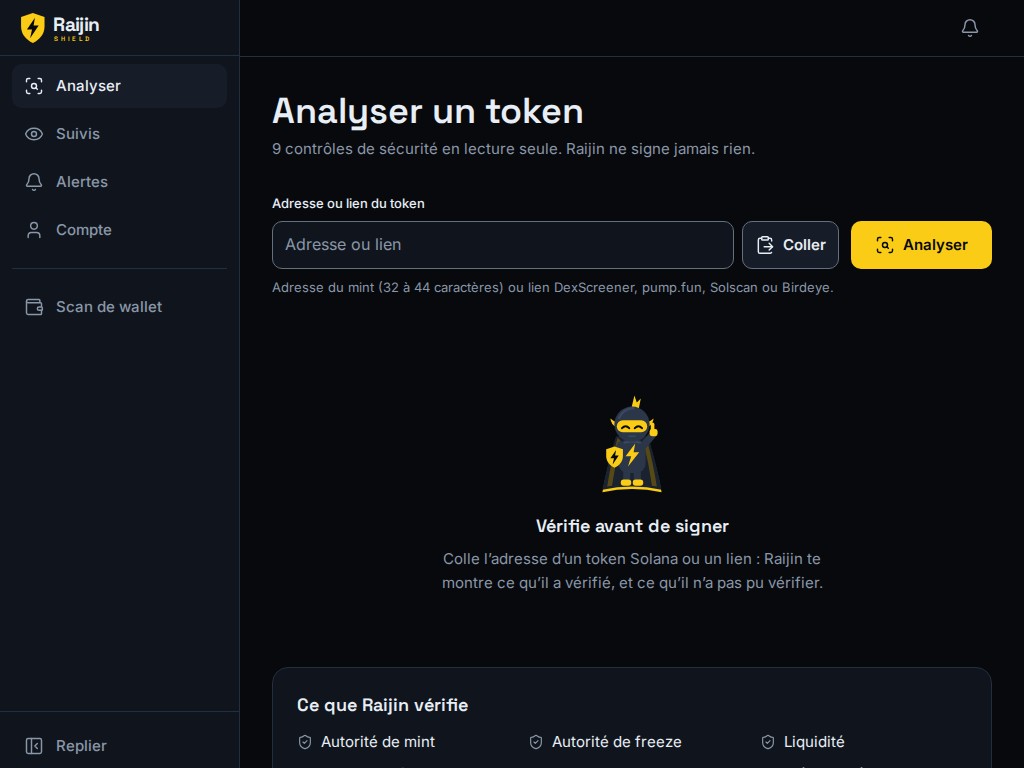 Raijin
SHIELD
Analyser
Suivis
Alertes
Compte
Scan de wallet
Replier
Analyser un token
9 contrôles de sécurité en lecture seule. Raijin ne signe jamais rien.
Adresse ou lien du token
Adresse ou lien
Coller
Analyser
Adresse du mint (32 à 44 caractères) ou lien DexScreener, pump.fun, Solscan ou Birdeye.
Vérifie avant de signer
Colle l’adresse d’un token Solana ou un lien : Raijin te
montre ce qu’il a vérifié, et ce qu’il n’a pas pu vérifier.
Ce que Raijin vérifie
Autorité de mint
Autorité de freeze
Liquidité